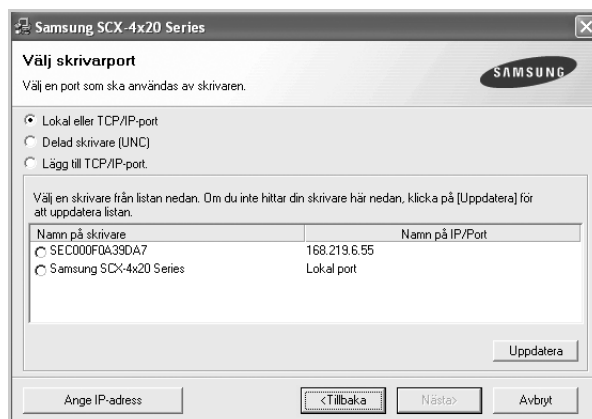 Samsung SCX-4x20 Series
Välj skrivarport
Välj en port som ska användas av skrivaren.
SAMSUNG
Lokal eller TCP/IP-port
Delad skrivare (UNC)
Lägg till TCP/IP-port.
Välj en skrivare från listan nedan. Om du inte hittar din skrivare här nedan, klicka på [Uppdatera] för
att uppdatera listan.
Namn på skrivare Namn på IP/Port
SEC000F0A39DA7 168.219.6.55
Samsung SCX-4x20 Series Lokal port
Uppdatera
Ange IP-adress <Tillbaka Nästa> Avbryt